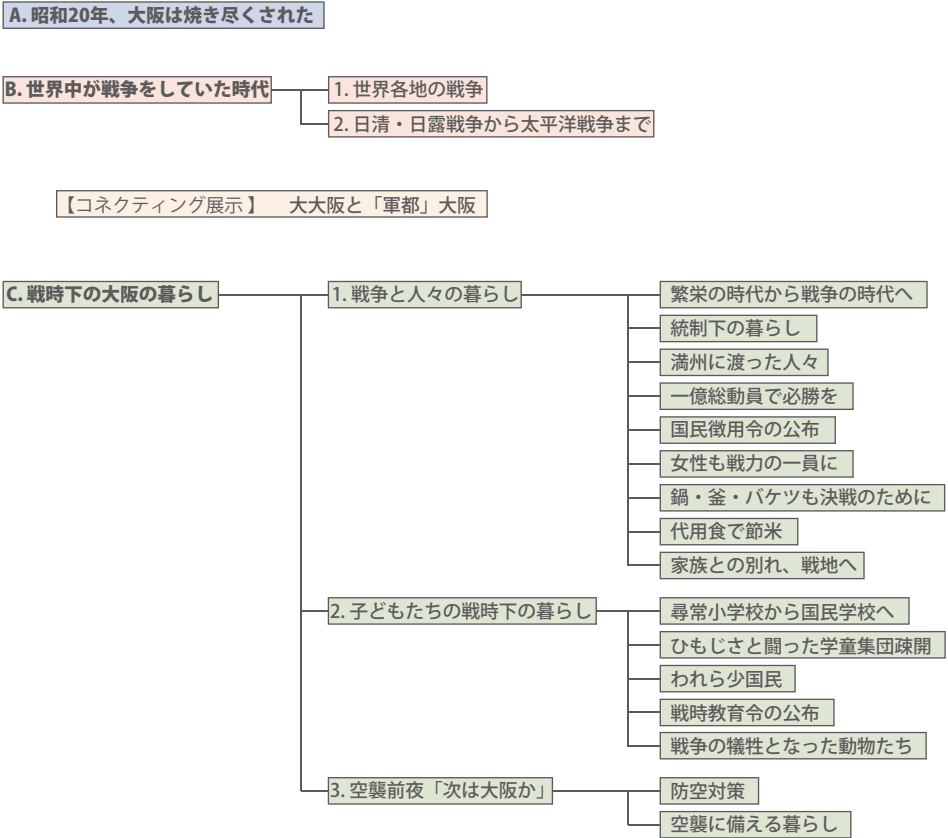 A. 昭和20年、大阪は焼き尽くされた
B. 世界中が戦争をしていた時代
1. 世界各地の戦争
2. 日清・日露戦争から太平洋戦争まで
【コネクティング展示】　大大阪と「軍都」大阪
C. 戦時下の大阪の暮らし
1. 戦争と人々の暮らし
繁栄の時代から戦争の時代へ
統制下の暮らし
満州に渡った人々
一億総動員で必勝を
国民徴用令の公布
女性も戦力の一員に
鍋・釜・バケツも決戦のために
代用食で節米
家族との別れ、戦地へ
2. 子どもたちの戦時下の暮らし
尋常小学校から国民学校へ
ひもじさと闘った学童集団疎開
われら少国民
戦時教育令の公布
戦争の犠牲となった動物たち
3. 空襲前夜「次は大阪か」
防空対策
空襲に備える暮らし